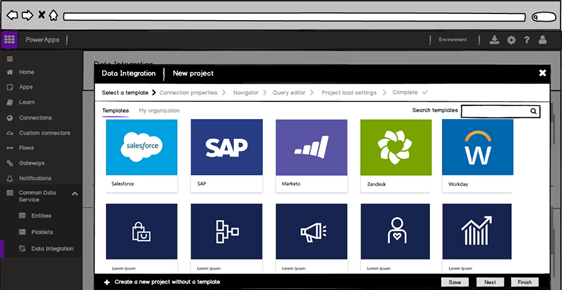 PowerApps
Environment
Data Integration
Home
Apps
Learn
Connections
Custom connectors
Flows
Gateways
Notifications
Common Data
Service
Entities
Picklists
Data Integration
Data Integration | New project
Select a template > Connection properties > Navigator > Query editor > Project load settings > Complete
Templates My organization Search templates
salesforce
SAP
Salesforce SAP Marketo Zendesk Workday
Lorem Ipsum Lorem Ipsum Lorem Ipsum Lorem Ipsum Lorem Ipsum
+ Create a new project without a template
Save Next Finish